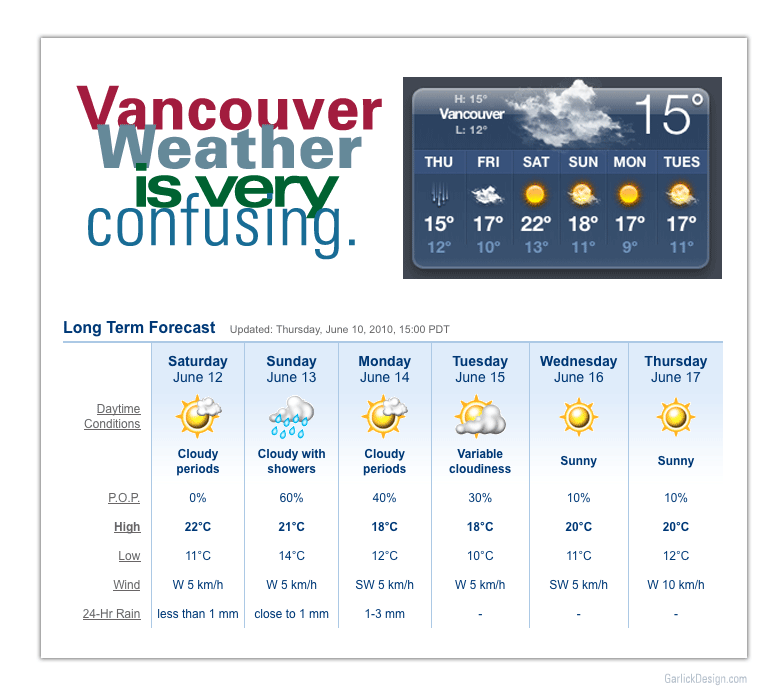 Vancouver
Weather
is very
confusing.
H: 15°
Vancouver
L: 12°
15°
THU FRI SAT SUN MON TUES
15° 17° 22° 18° 17° 17°
12° 10° 13° 11° 9° 11°
Long Term Forecast Updated: Thursday, June 10, 2010, 15:00 PDT
Saturday Sunday Monday Tuesday Wednesday Thursday
June 12 June 13 June 14 June 15 June 16 June 17
Daytime
Conditions
Cloudy Cloudy with Cloudy Variable Sunny Sunny
periods showers periods cloudiness
P.O.P. 0% 60% 40% 30% 10% 10%
High 22°C 21°C 18°C 18°C 20°C 20°C
Low 11°C 14°C 12°C 10°C 11°C 12°C
Wind W 5 km/h W 5 km/h SW 5 km/h W 5 km/h SW 5 km/h W 10 km/h
24-Hr Rain less than 1 mm close to 1 mm 1-3 mm - - -
GarlickDesign.com